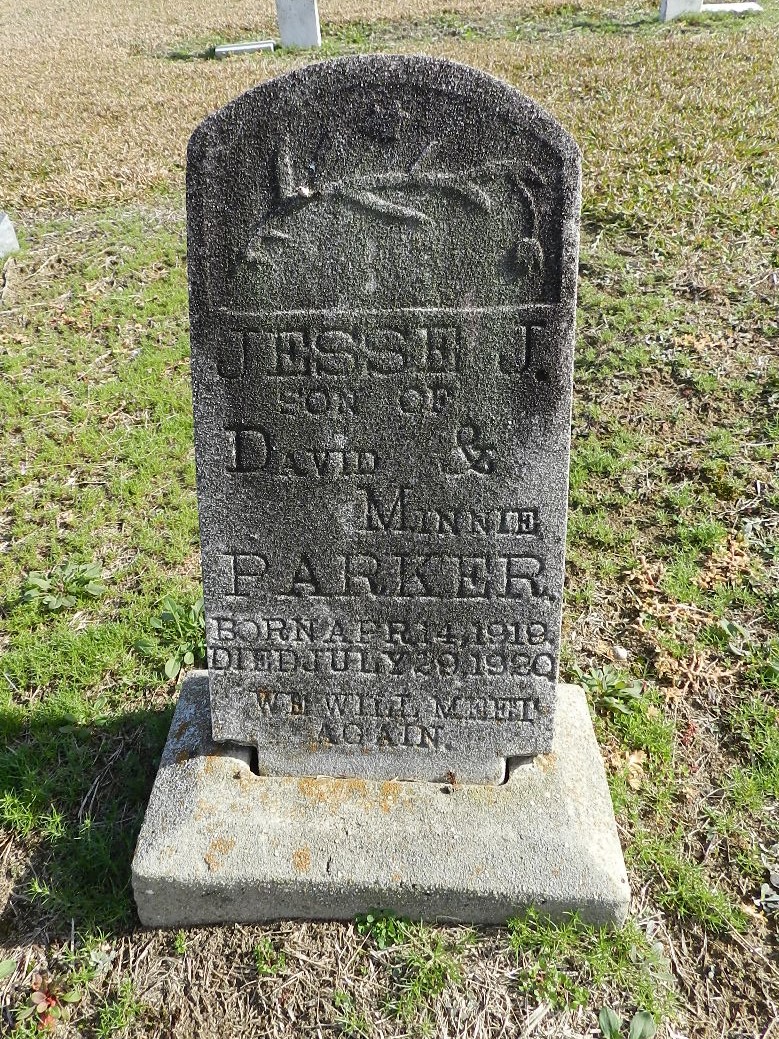 JESSE J.
SON OF
DAVID &
MINNIE
PARKER.
BORN APR. 14, 1919.
DIED JULY 29, 1920
WE WILL MEET
AGAIN.